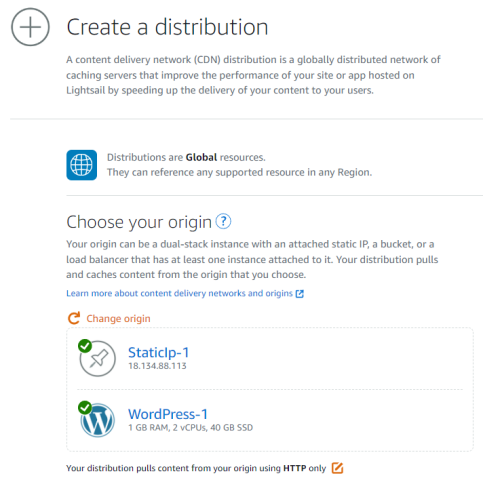 Create a distribution
A content delivery network (CDN) distribution is a globally distributed network of
caching servers that improve the performance of your site or app hosted on
Lightsail by speeding up the delivery of your content to your users.
Distributions are Global resources.
They can reference any supported resource in any Region.
Choose your origin ?
Your origin can be a dual-stack instance with an attached static IP, a bucket, or a
load balancer that has at least one instance attached to it. Your distribution pulls
and caches content from the origin that you choose.
Learn more about content delivery networks and origins
Change origin
StaticIp-1
18.134.88.113
WordPress-1
1 GB RAM, 2 vCPUs, 40 GB SSD
Your distribution pulls content from your origin using HTTP only